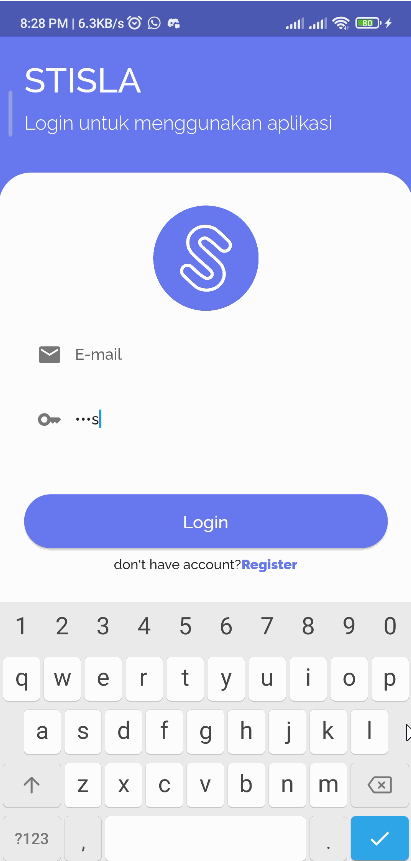 8:28 PM | 6.3KB/s
80
STISLA
Login untuk menggunakan aplikasi
S
E-mail
•••s
Login
don't have account?Register
1 2 3 4 5 6 7 8 9 0
q w e r t y u i o p
a s d f g h j k l
z x c v b n m
?123 , .